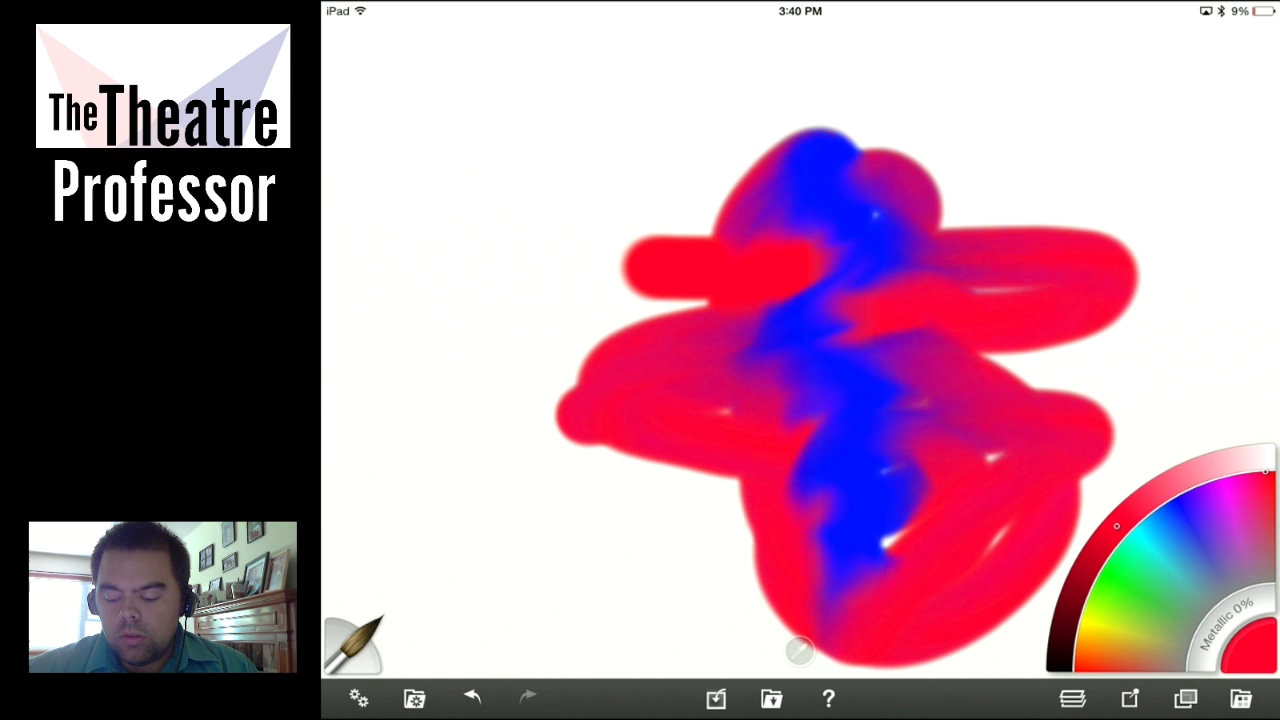 The Theatre
Professor
iPad
3:40 PM
9%
Metallic 0%
?